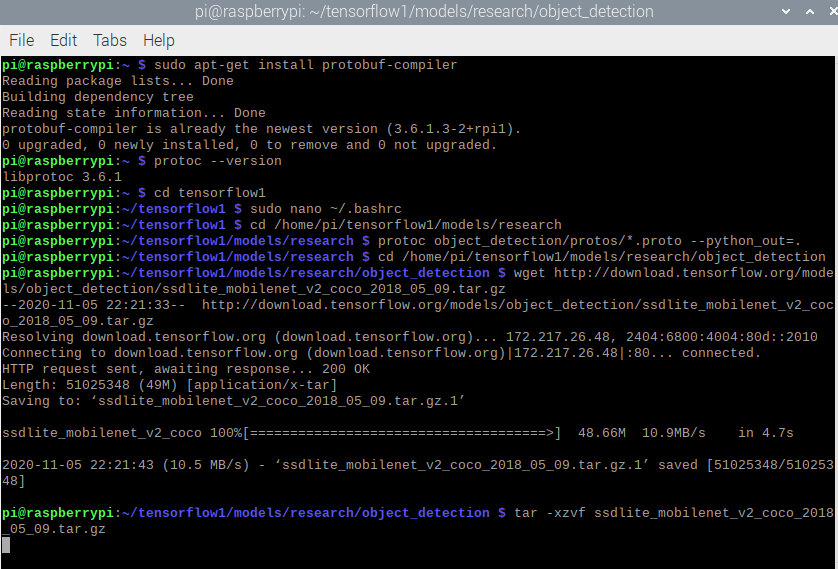 pi@raspberrypi: ~/tensorflow1/models/research/object_detection
File Edit Tabs Help
pi@raspberrypi:~ $ sudo apt-get install protobuf-compiler
Reading package lists... Done
Building dependency tree
Reading state information... Done
protobuf-compiler is already the newest version (3.6.1.3-2+rpi1).
0 upgraded, 0 newly installed, 0 to remove and 0 not upgraded.
pi@raspberrypi:~ $ protoc --version
libprotoc 3.6.1
pi@raspberrypi:~ $ cd tensorflow1
pi@raspberrypi:~/tensorflow1 $ sudo nano ~/.bashrc
pi@raspberrypi:~/tensorflow1 $ cd /home/pi/tensorflow1/models/research
pi@raspberrypi:~/tensorflow1/models/research $ protoc object_detection/protos/*.proto --python_out=.
pi@raspberrypi:~/tensorflow1/models/research $ cd /home/pi/tensorflow1/models/research/object_detection
pi@raspberrypi:~/tensorflow1/models/research/object_detection $ wget http://download.tensorflow.org/mode
ls/object_detection/ssdlite_mobilenet_v2_coco_2018_05_09.tar.gz
--2020-11-05 22:21:33--  http://download.tensorflow.org/models/object_detection/ssdlite_mobilenet_v2_coc
o_2018_05_09.tar.gz
Resolving download.tensorflow.org (download.tensorflow.org)... 172.217.26.48, 2404:6800:4004:80d::2010
Connecting to download.tensorflow.org (download.tensorflow.org)|172.217.26.48|:80... connected.
HTTP request sent, awaiting response... 200 OK
Length: 51025348 (49M) [application/x-tar]
Saving to: ‘ssdlite_mobilenet_v2_coco_2018_05_09.tar.gz.1’
ssdlite_mobilenet_v2_coco 100%[=====================================>]  48.66M  10.9MB/s    in 4.7s
2020-11-05 22:21:43 (10.5 MB/s) - ‘ssdlite_mobilenet_v2_coco_2018_05_09.tar.gz.1’ saved [51025348/510253
48]
pi@raspberrypi:~/tensorflow1/models/research/object_detection $ tar -xzvf ssdlite_mobilenet_v2_coco_2018
_05_09.tar.gz